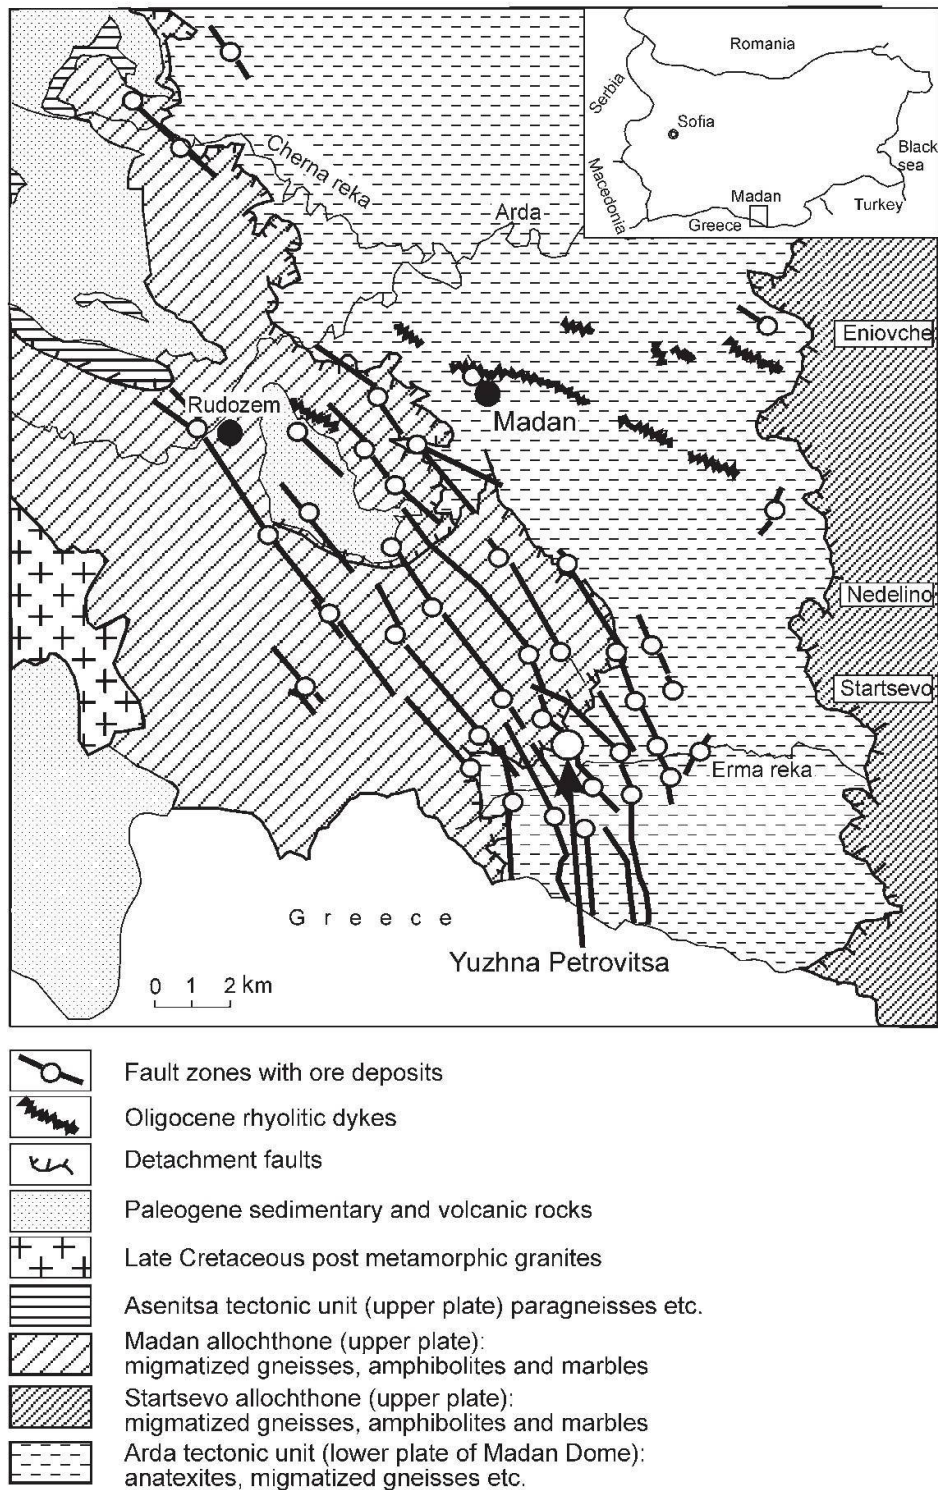 Romania
Serbia
Sofia
Black
sea
Macedonia
Madan
Turkey
Greece
Cherna reka
Arda
Eniovche
Rudozem
Madan
Nedelino
Startsevo
Erma reka
Greece
Yuzhna Petrovitsa
0 1 2 km
Fault zones with ore deposits
Oligocene rhyolitic dykes
Detachment faults
Paleogene sedimentary and volcanic rocks
Late Cretaceous post metamorphic granites
Asenitsa tectonic unit (upper plate) paragneisses etc.
Madan allochthone (upper plate):
migmatized gneisses, amphibolites and marbles
Startsevo allochthone (upper plate):
migmatized gneisses, amphibolites and marbles
Arda tectonic unit (lower plate of Madan Dome):
anatexites, migmatized gneisses etc.